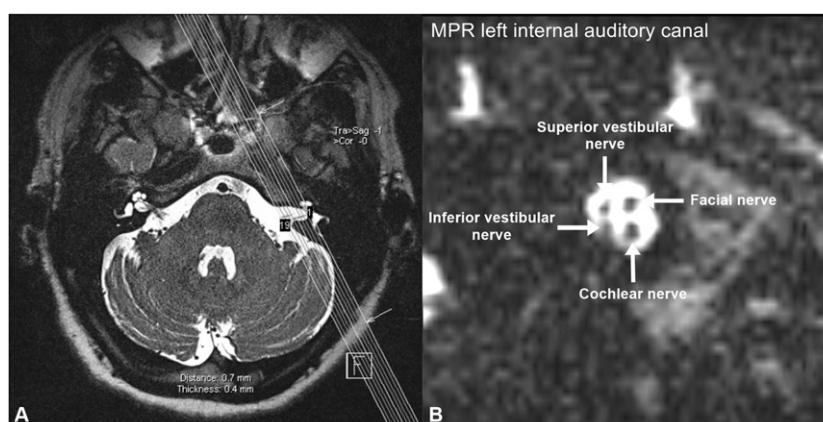 Tra>Sag -1
>Cor -0
1
19
Distance: 0.7 mm
Thickness: 0.4 mm
F
A
MPR left internal auditory canal
Superior vestibular
nerve
Facial nerve
Inferior vestibular
nerve
Cochlear nerve
B